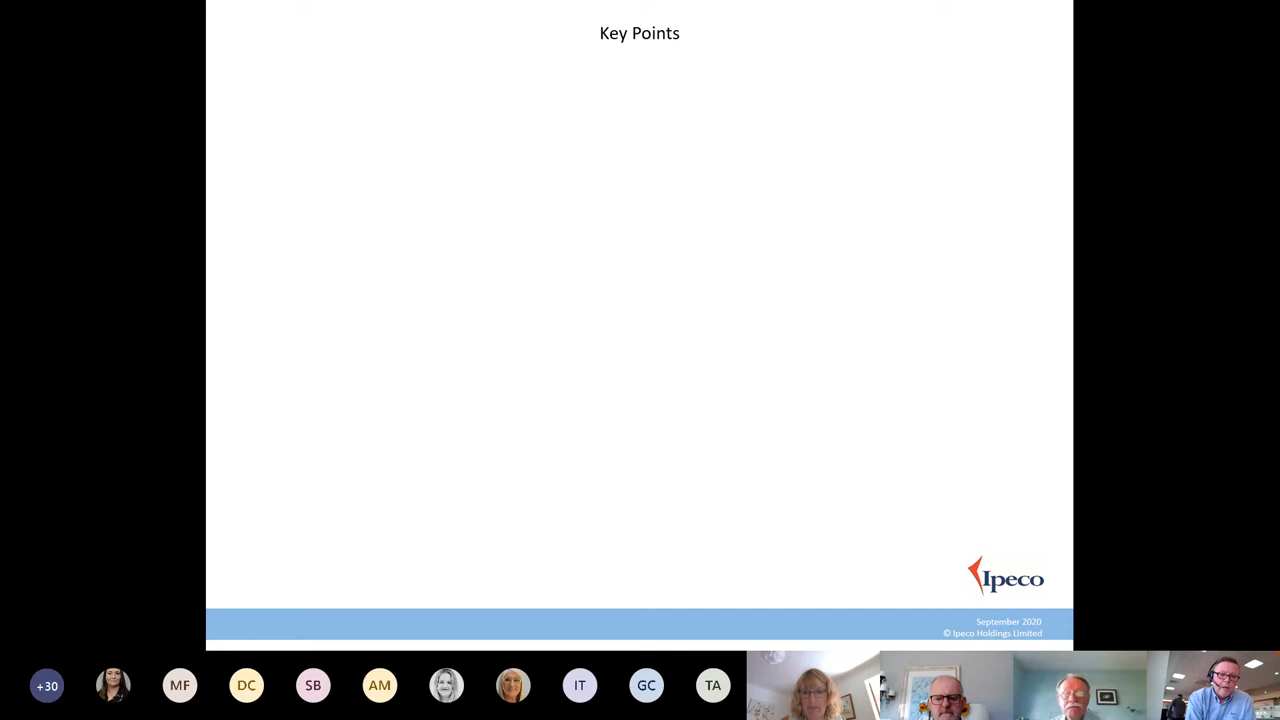 Key Points
Ipeco
September 2020
© Ipeco Holdings Limited
+30
MF
DC
SB
AM
IT
GC
TA